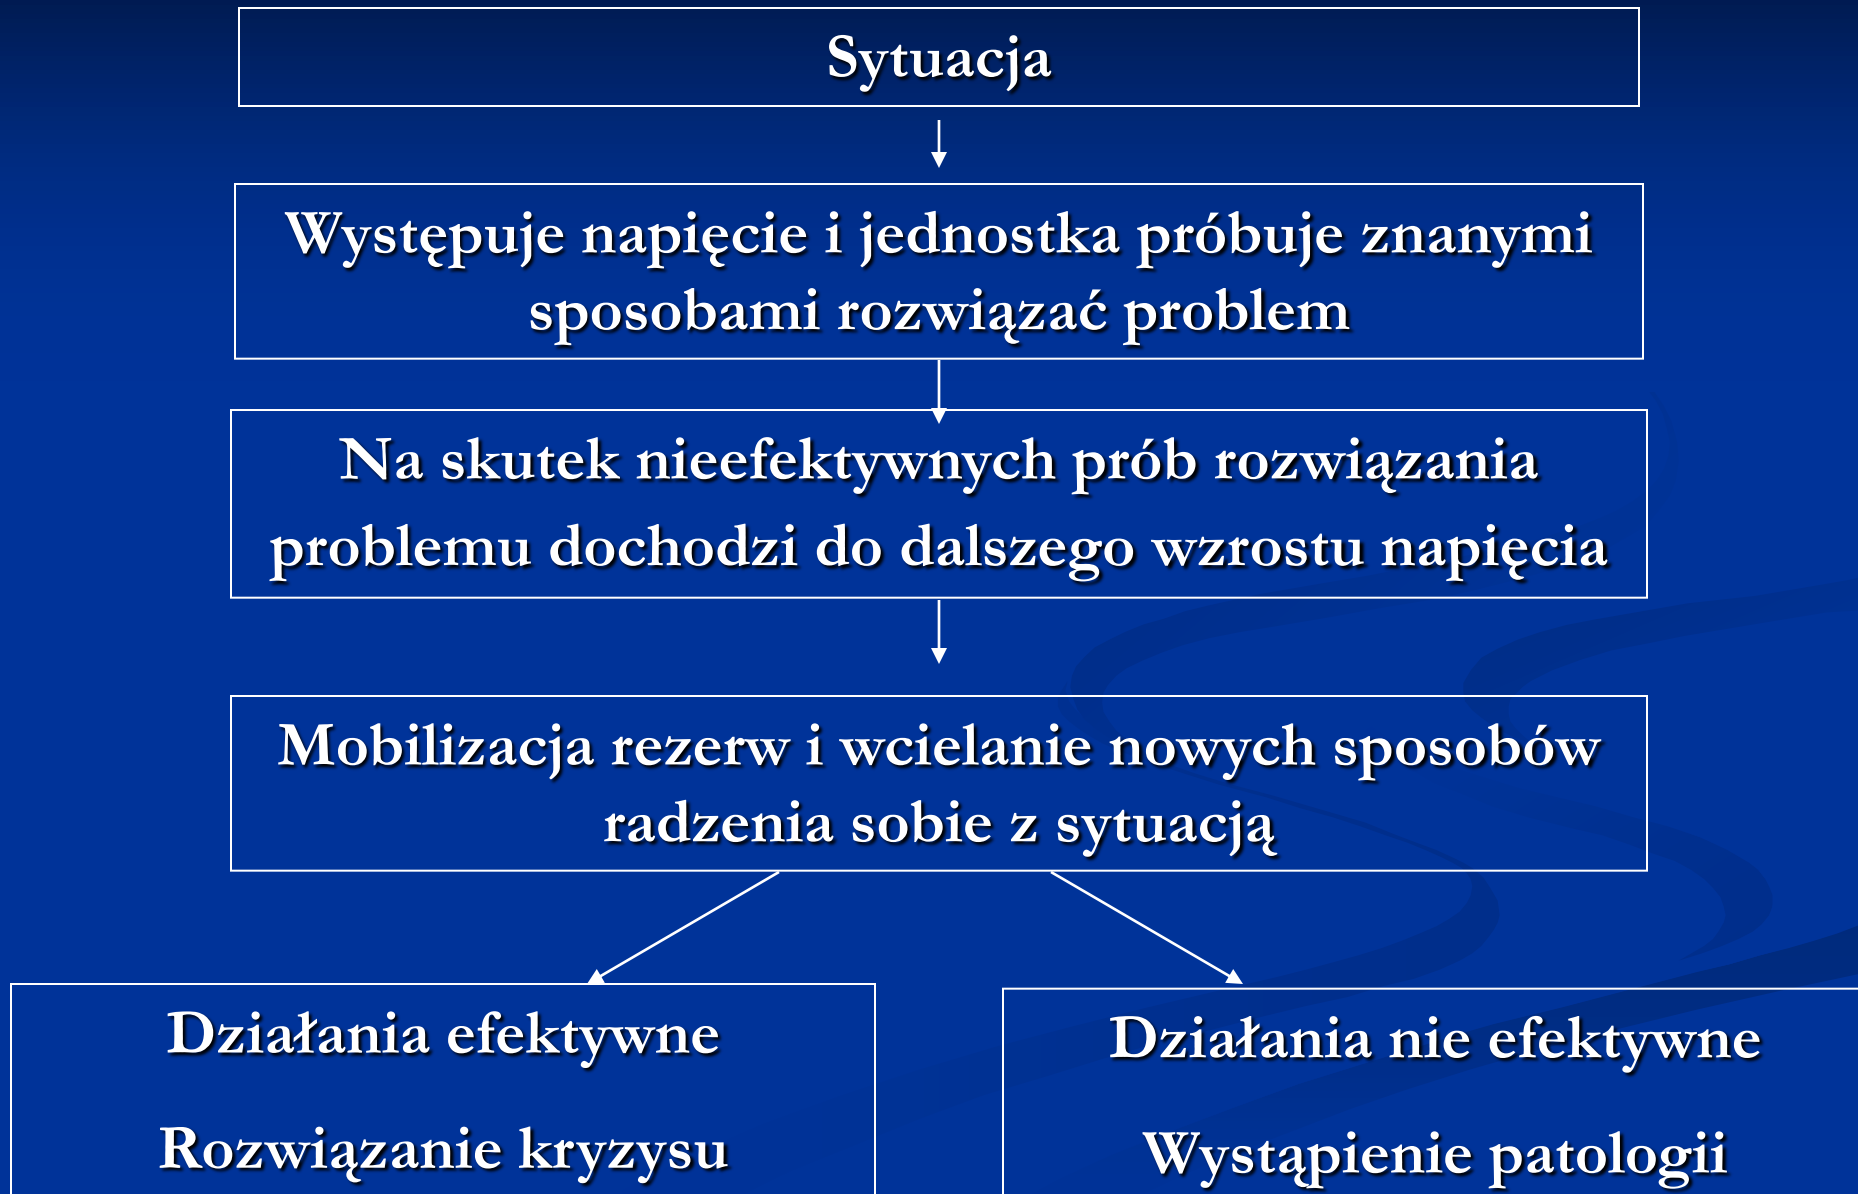 Sytuacja
Występuje napięcie i jednostka próbuje znanymi
sposobami rozwiązać problem
Na skutek nieefektywnych prób rozwiązania
problemu dochodzi do dalszego wzrostu napięcia
Mobilizacja rezerw i wcielanie nowych sposobów
radzenia sobie z sytuacją
Działania efektywne
Rozwiązanie kryzysu
Działania nie efektywne
Wystąpienie patologii